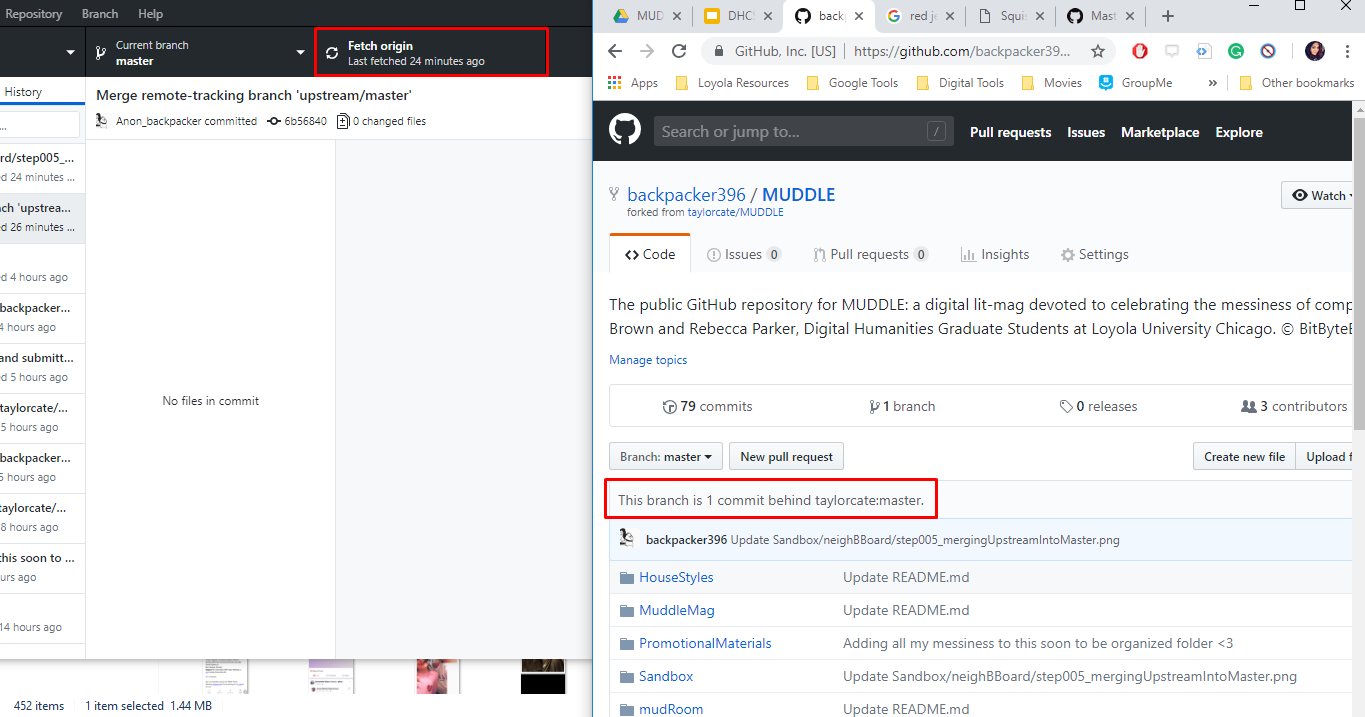 Repository Branch Help
Current branch
master
Fetch origin
Last fetched 24 minutes ago
History
...
Merge remote-tracking branch 'upstream/master'
Anon_backpacker committed 6b56840 0 changed files
rd/step005_...
ed 24 minutes ...
nch 'upstrea...
ed 26 minutes ...
ed 4 hours ago
backpacker...
4 hours ago
and submitt...
ed 5 hours ago
taylorcate/...
5 hours ago
backpacker...
5 hours ago
taylorcate/...
8 hours ago
this soon to ...
urs ago
14 hours ago
No files in commit
452 items 1 item selected 1.44 MB
MUD DHCS back red je Squis Mast
GitHub, Inc. [US] https://github.com/backpacker39...
Apps Loyola Resources Google Tools Digital Tools Movies GroupMe » Other bookmarks
Search or jump to... / Pull requests Issues Marketplace Explore
backpacker396 / MUDDLE
forked from taylorcate/MUDDLE
Watch
Code Issues 0 Pull requests 0 Insights Settings
The public GitHub repository for MUDDLE: a digital lit-mag devoted to celebrating the messiness of comp
Brown and Rebecca Parker, Digital Humanities Graduate Students at Loyola University Chicago. © BitByteB
Manage topics
79 commits 1 branch 0 releases 3 contributors
Branch: master New pull request Create new file Upload f
This branch is 1 commit behind taylorcate:master.
backpacker396 Update Sandbox/neighBBoard/step005_mergingUpstreamIntoMaster.png
HouseStyles Update README.md
MuddleMag Update README.md
PromotionalMaterials Adding all my messiness to this soon to be organized folder <3
Sandbox Update Sandbox/neighBBoard/step005_mergingUpstreamIntoMaster.png
mudRoom Update README.md